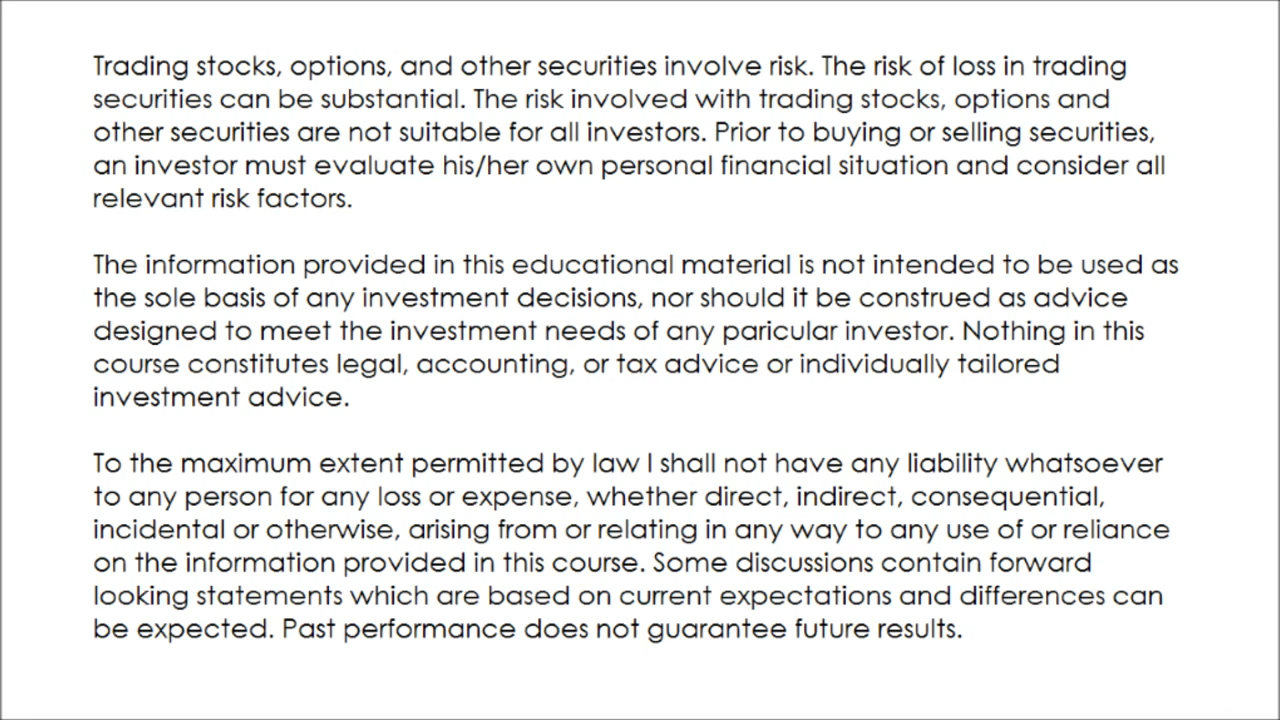 Trading stocks, options, and other securities involve risk. The risk of loss in trading
securities can be substantial. The risk involved with trading stocks, options and
other securities are not suitable for all investors. Prior to buying or selling securities,
an investor must evaluate his/her own personal financial situation and consider all
relevant risk factors.
The information provided in this educational material is not intended to be used as
the sole basis of any investment decisions, nor should it be construed as advice
designed to meet the investment needs of any paricular investor. Nothing in this
course constitutes legal, accounting, or tax advice or individually tailored
investment advice.
To the maximum extent permitted by law I shall not have any liability whatsoever
to any person for any loss or expense, whether direct, indirect, consequential,
incidental or otherwise, arising from or relating in any way to any use of or reliance
on the information provided in this course. Some discussions contain forward
looking statements which are based on current expectations and differences can
be expected. Past performance does not guarantee future results.